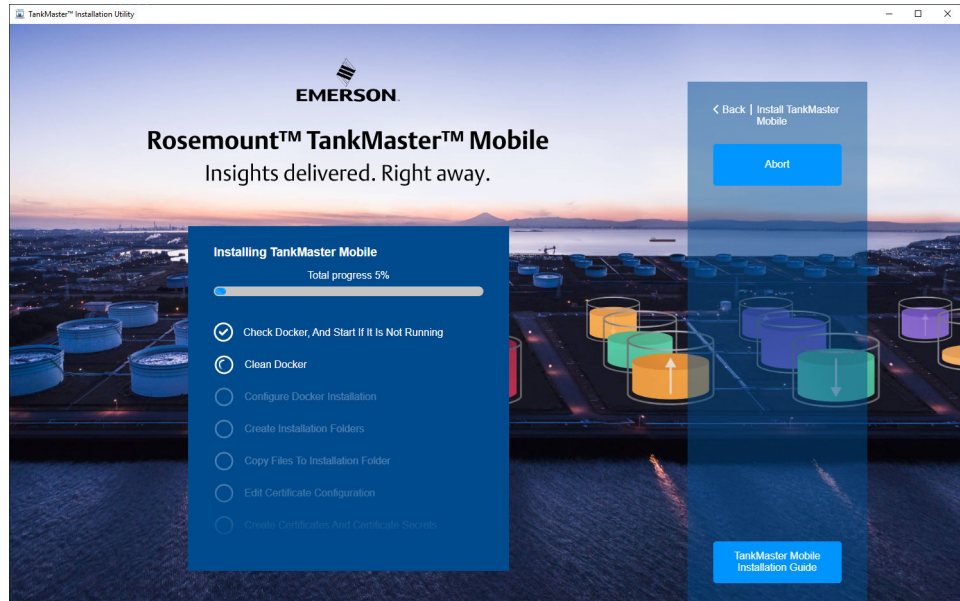 TankMaster™ Installation Utility
EMERSON.
Rosemount™ TankMaster™ Mobile
Insights delivered. Right away.
Back | Install TankMaster
Mobile
Abort
Installing TankMaster Mobile
Total progress 5%
Check Docker, And Start If It Is Not Running
Clean Docker
Configure Docker Installation
Create Installation Folders
Copy Files To Installation Folder
Edit Certificate Configuration
Create Certificates And Certificate Secrets
TankMaster Mobile
Installation Guide